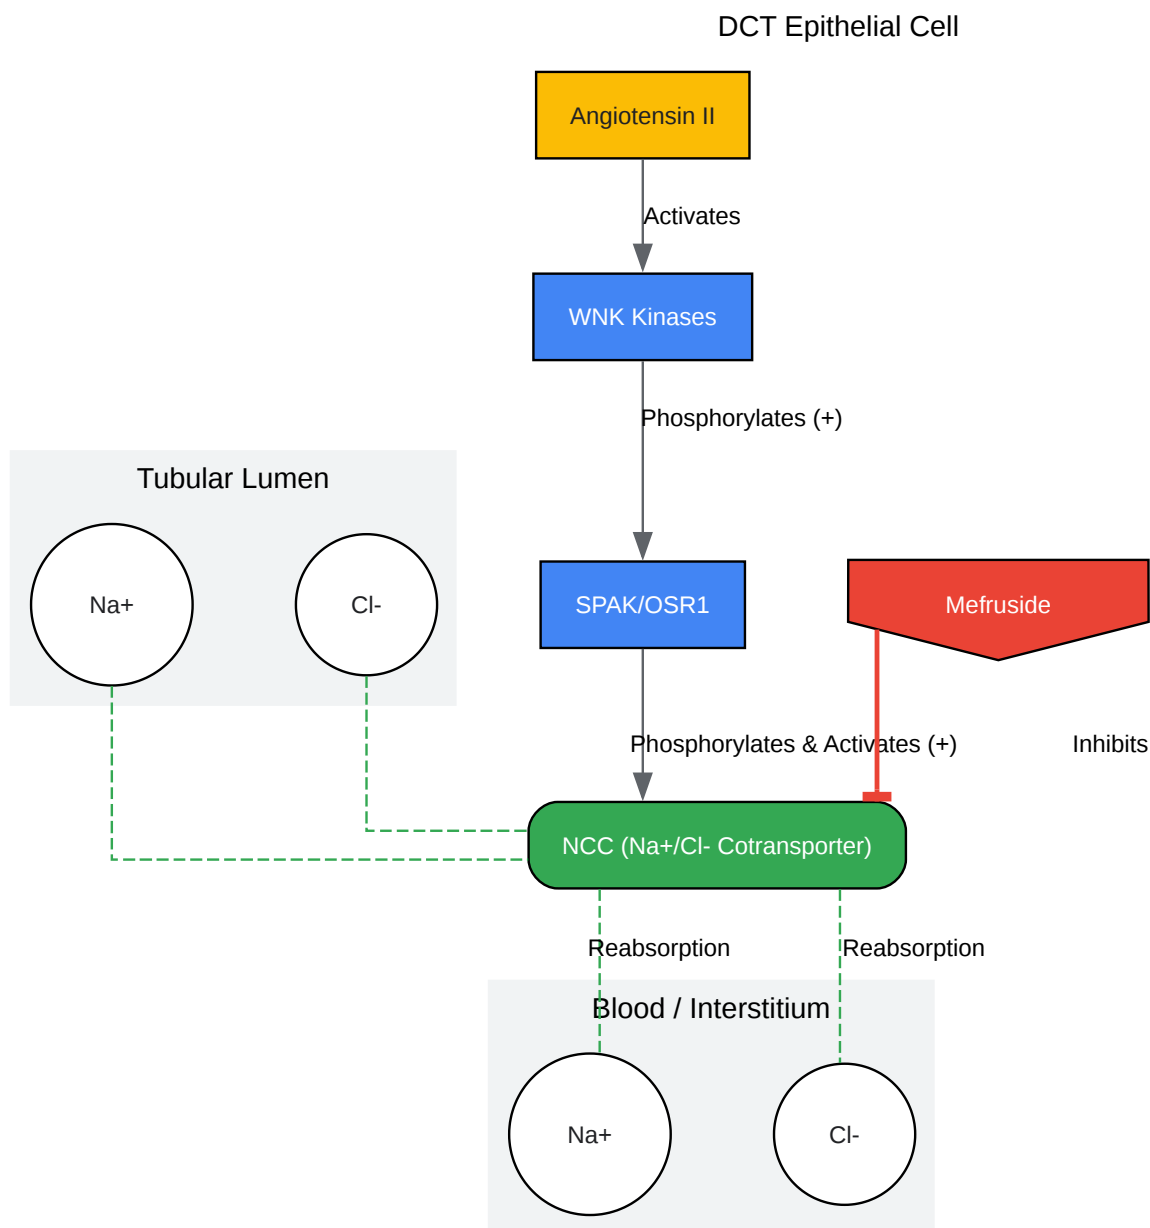 DCT Epithelial Cell
Angiotensin II
Activates
WNK Kinases
Phosphorylates (+)
Tubular Lumen
Na+
Cl-
SPAK/OSR1
Mefruside
Phosphorylates & Activates (+)
Inhibits
NCC (Na+/Cl- Cotransporter)
Reabsorption
Reabsorption
Blood / Interstitium
Na+
Cl-